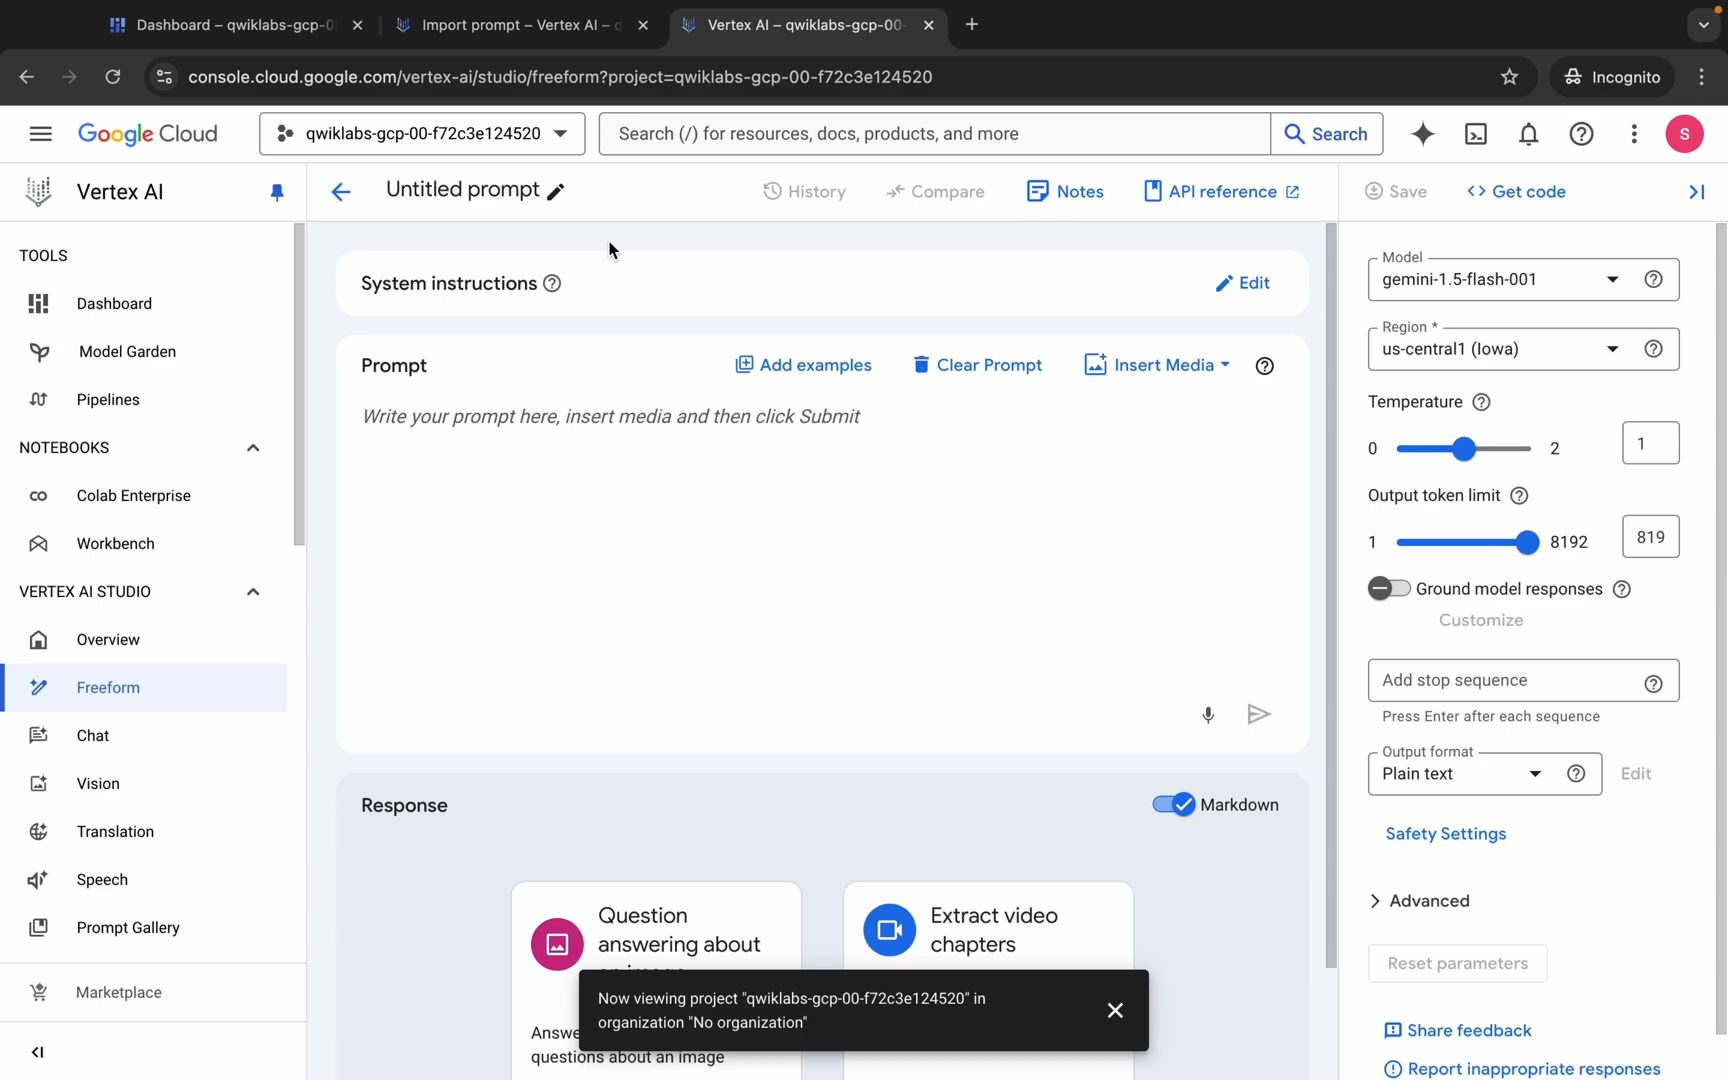 Dashboard – qwiklabs-gcp-0
Import prompt – Vertex AI –
Vertex AI – qwiklabs-gcp-00-
console.cloud.google.com/vertex-ai/studio/freeform?project=qwiklabs-gcp-00-f72c3e124520
Incognito
Google Cloud
qwiklabs-gcp-00-f72c3e124520
Search (/) for resources, docs, products, and more
Search
S
Vertex AI
Untitled prompt
History
Compare
Notes
API reference
Save
Get code
TOOLS
Dashboard
Model Garden
Pipelines
NOTEBOOKS
Colab Enterprise
Workbench
VERTEX AI STUDIO
Overview
Freeform
Chat
Vision
Translation
Speech
Prompt Gallery
Marketplace
System instructions
Edit
Prompt
Add examples
Clear Prompt
Insert Media
Write your prompt here, insert media and then click Submit
Response
Markdown
Question
answering about
Extract video
chapters
questions about an image
Now viewing project "qwiklabs-gcp-00-f72c3e124520" in
organization "No organization"
Model
gemini-1.5-flash-001
Region *
us-central1 (Iowa)
Temperature
0
2
1
Output token limit
1
8192
819
Ground model responses
Customize
Add stop sequence
Press Enter after each sequence
Output format
Plain text
Edit
Safety Settings
Advanced
Reset parameters
Share feedback
Report inappropriate responses